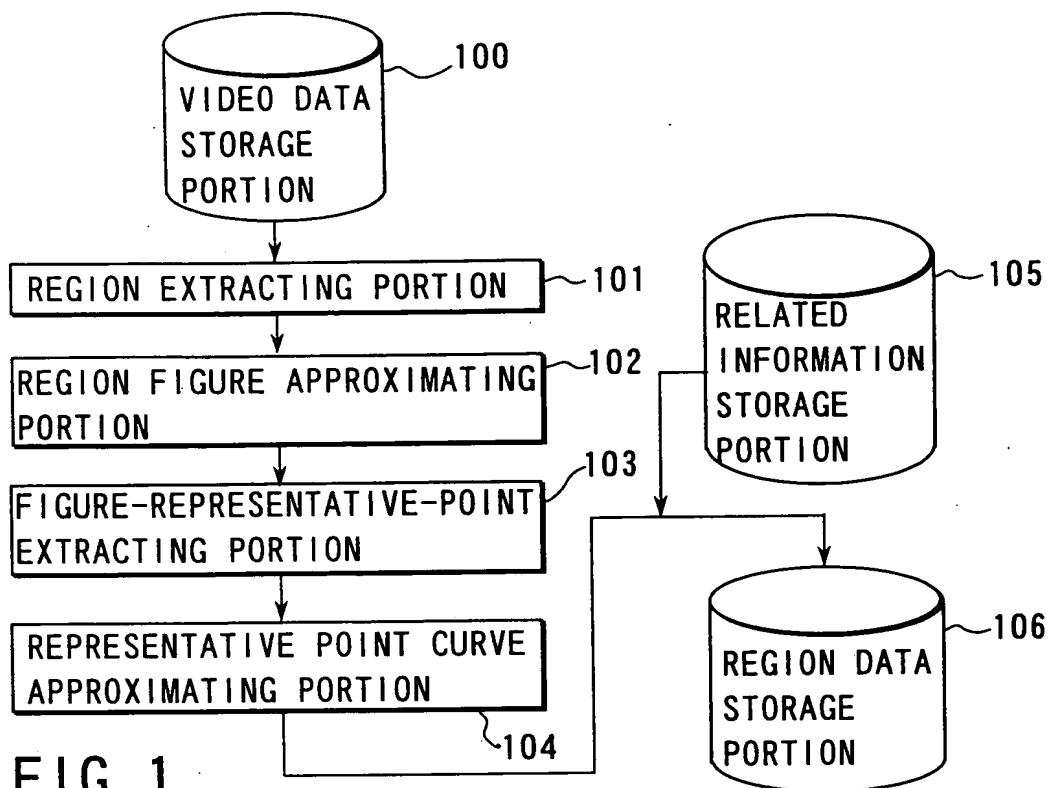 100
VIDEO DATA
STORAGE
PORTION
REGION EXTRACTING PORTION
101
REGION FIGURE APPROXIMATING
PORTION
102
FIGURE-REPRESENTATIVE-POINT
EXTRACTING PORTION
103
REPRESENTATIVE POINT CURVE
APPROXIMATING PORTION
104
105
RELATED
INFORMATION
STORAGE
PORTION
106
REGION DATA
STORAGE
PORTION
FIG. 1